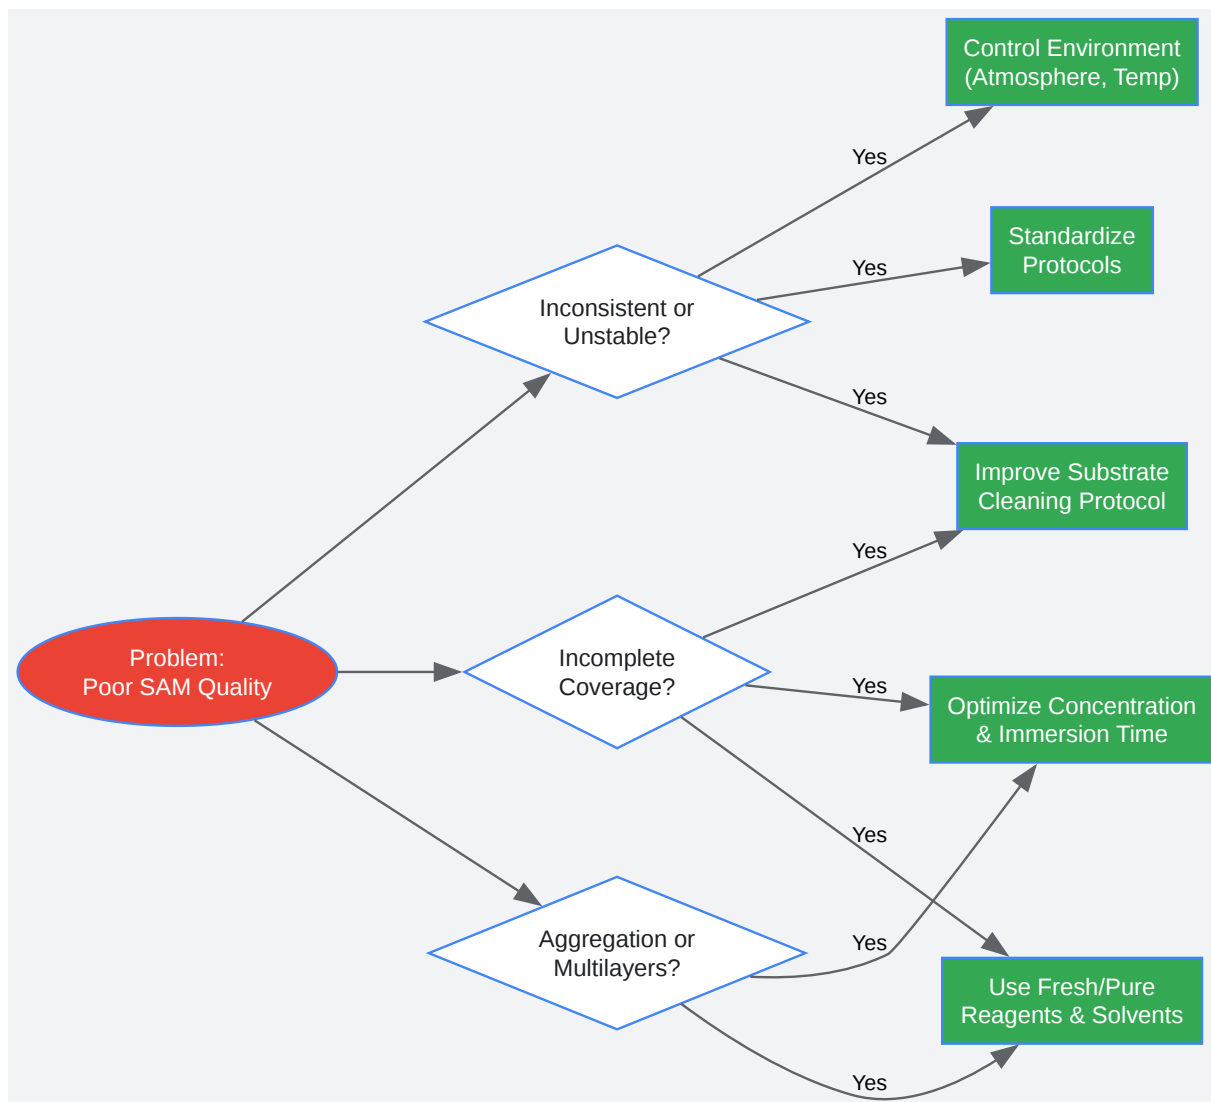 Control Environment
(Atmosphere, Temp)
Yes
Standardize
Protocols
Yes
Inconsistent or
Unstable?
Yes
Improve Substrate
Cleaning Protocol
Yes
Problem:
Poor SAM Quality
Incomplete
Coverage?
Yes
Optimize Concentration
& Immersion Time
Yes
Aggregation or
Multilayers?
Yes
Use Fresh/Pure
Reagents & Solvents
Yes